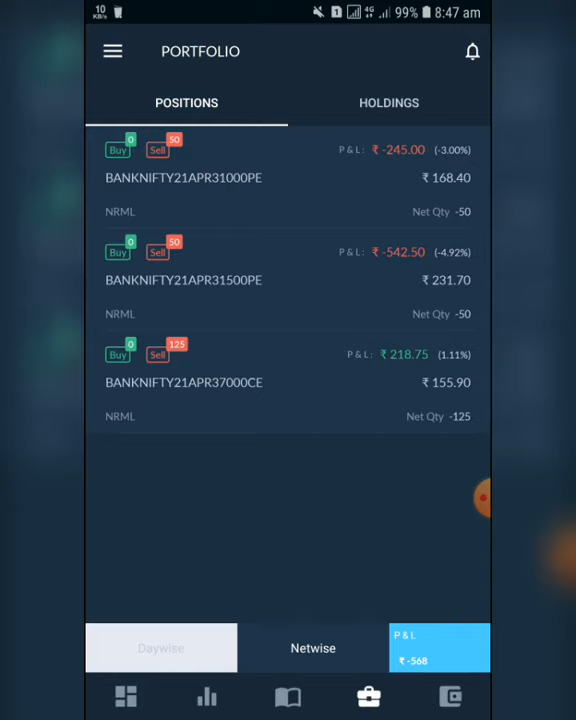 10 KB/s 1 4G 99% 8:47 am
PORTFOLIO
POSITIONS HOLDINGS
Buy 0 Sell 50 P & L: ₹ -245.00 (-3.00%)
BANKNIFTY21APR31000PE ₹ 168.40
NRML Net Qty -50
Buy 0 Sell 50 P & L: ₹ -542.50 (-4.92%)
BANKNIFTY21APR31500PE ₹ 231.70
NRML Net Qty -50
Buy 0 Sell 125 P & L: ₹ 218.75 (1.11%)
BANKNIFTY21APR37000CE ₹ 155.90
NRML Net Qty -125
Daywise Netwise P & L
₹ -568